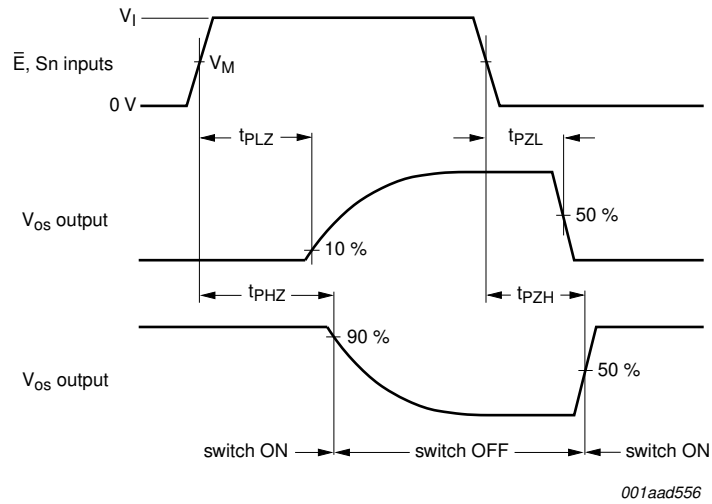 V_I
E̅, Sn inputs
V_M
0 V
t_PLZ
t_PZL
V_os output
50 %
10 %
t_PHZ
t_PZH
90 %
V_os output
50 %
switch ON
switch OFF
switch ON
001aad556